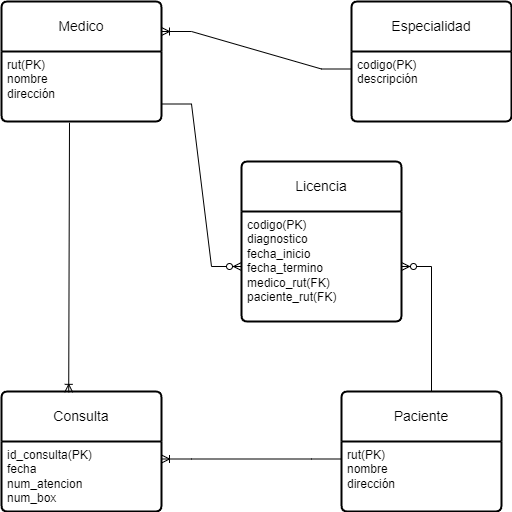 Medico
rut(PK)
nombre
dirección
Especialidad
codigo(PK)
descripción
Licencia
codigo(PK)
diagnostico
fecha_inicio
fecha_termino
medico_rut(FK)
paciente_rut(FK)
Consulta
id_consulta(PK)
fecha
num_atencion
num_box
Paciente
rut(PK)
nombre
dirección